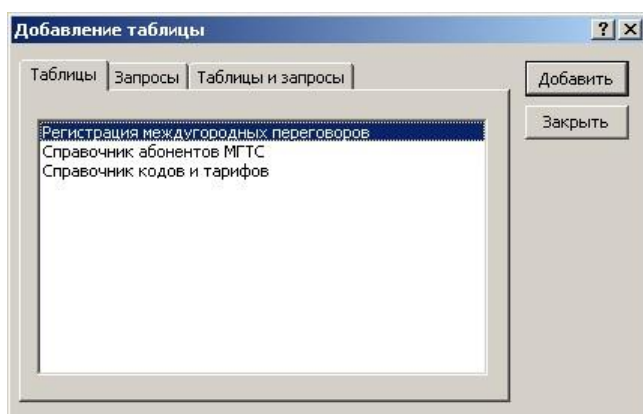 Добавление таблицы
Таблицы Запросы Таблицы и запросы
Добавить
Закрыть
Регистрация междугородных переговоров
Справочник абонентов МГТС
Справочник кодов и тарифов